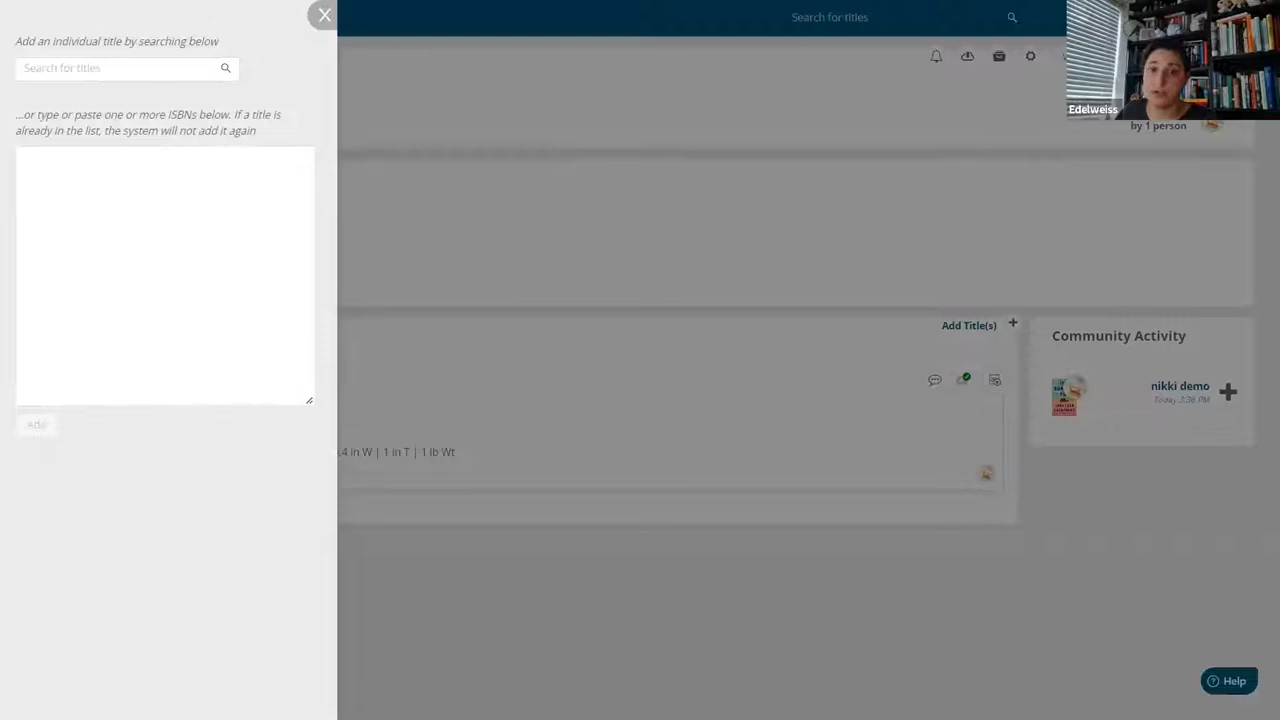 X
Search for titles
Add an individual title by searching below
Search for titles
...or type or paste one or more ISBNs below. If a title is
already in the list, the system will not add it again
Add
Edelweiss
by 1 person
Add Title(s) +
Community Activity
nikki demo
Today 3:36 PM
.4 in W | 1 in T | 1 lb Wt
Help